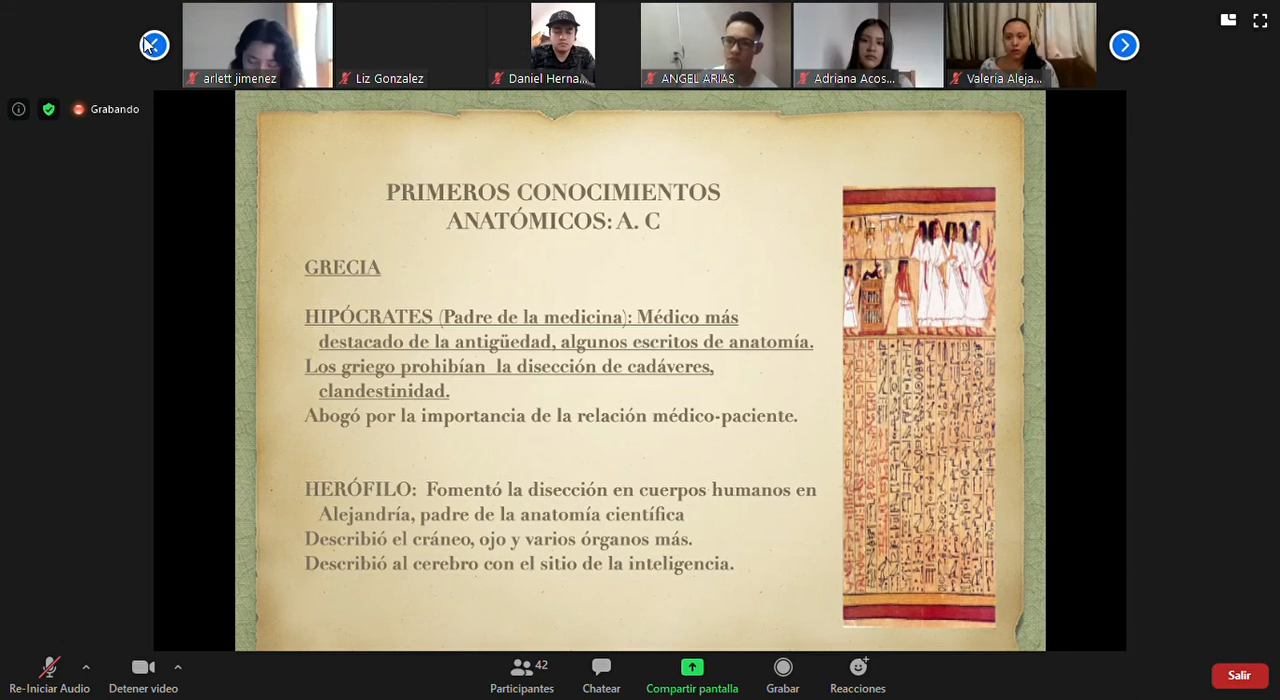 arlett jimenez
Liz Gonzalez
Daniel Herna...
ANGEL ARIAS
Adriana Acos...
Valeria Aleja...
Grabando
PRIMEROS CONOCIMIENTOS
ANATÓMICOS: A. C
GRECIA
HIPÓCRATES (Padre de la medicina): Médico más
destacado de la antigüedad, algunos escritos de anatomía.
Los griego prohibían la disección de cadáveres,
clandestinidad.
Abogó por la importancia de la relación médico-paciente.
HERÓFILO: Fomentó la disección en cuerpos humanos en
Alejandría, padre de la anatomía científica
Describió el cráneo, ojo y varios órganos más.
Describió al cerebro con el sitio de la inteligencia.
Re-Iniciar Audio
Detener video
42
Participantes
Chatear
Compartir pantalla
Grabar
Reacciones
Salir